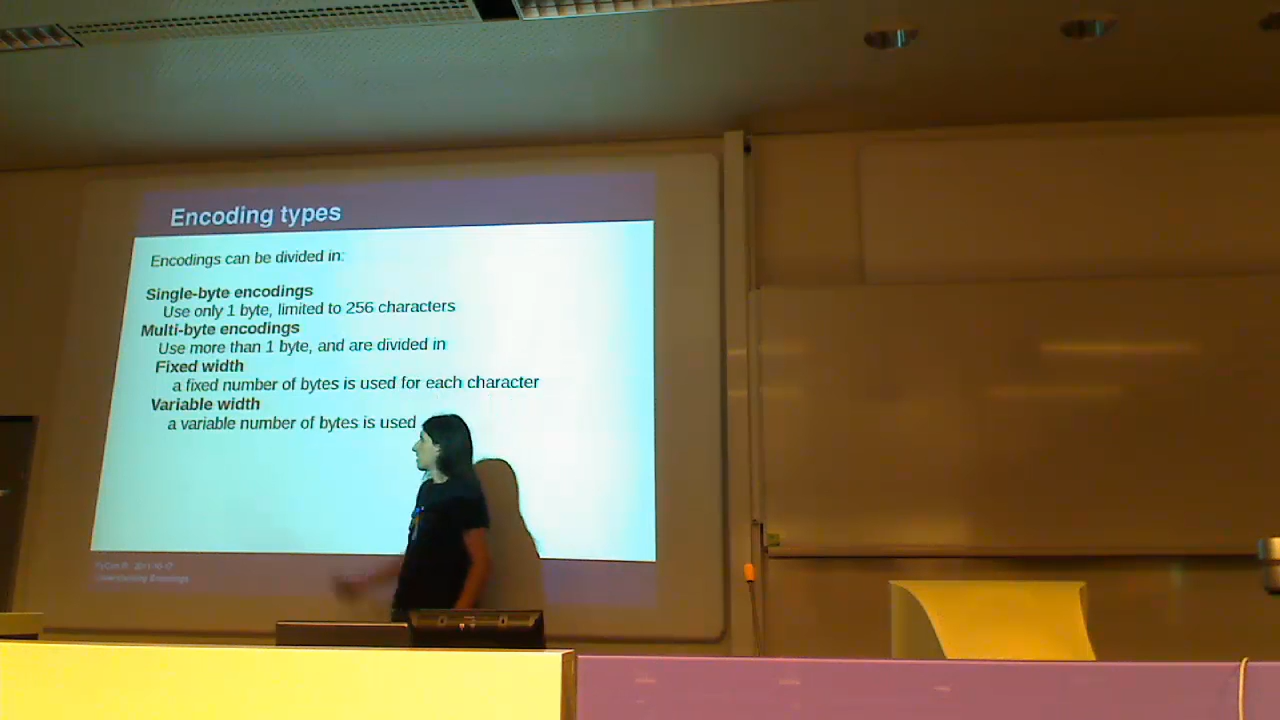 Encoding types
Encodings can be divided in:
Single-byte encodings
Use only 1 byte, limited to 256 characters
Multi-byte encodings
Use more than 1 byte, and are divided in
Fixed width
a fixed number of bytes is used for each character
Variable width
a variable number of bytes is used
Understanding Encodings